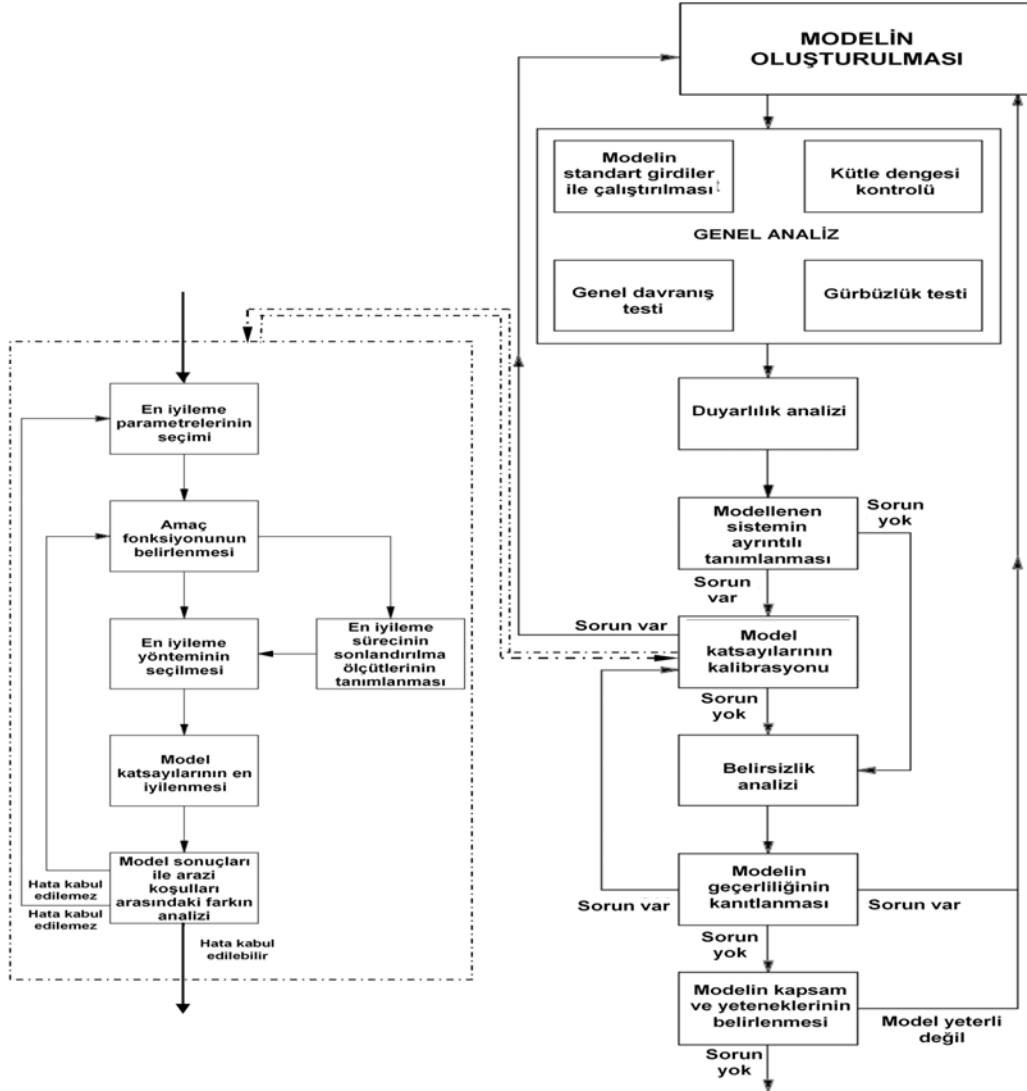 MODELİN
OLUŞTURULMASI
Modelin
standart girdiler
ile çalıştırılması
Kütle dengesi
kontrolü
GENEL ANALİZ
Genel davranış
testi
Gürbüzlük testi
Duyarlılık analizi
Modellenen
sistemin
ayrıntılı
tanımlanması
Sorun
yok
Sorun
var
Sorun var
Model
katsayılarının
kalibrasyonu
Sorun
yok
Belirsizlik
analizi
Modelin
geçerliliğinin
kanıtlanması
Sorun var
Sorun var
Sorun
yok
Modelin kapsam
ve yeteneklerinin
belirlenmesi
Model yeterli
değil
Sorun
yok
En iyileme
parametrelerinin
seçimi
Amaç
fonksiyonunun
belirlenmesi
En iyileme
yönteminin
seçilmesi
En iyileme
sürecinin
sonlandırılma
ölçütlerinin
tanımlanması
Model
katsayılarının en
iyilenmesi
Model sonuçları
ile arazi
koşulları
arasındaki farkın
analizi
Hata kabul
edilemez
Hata kabul
edilemez
Hata kabul
edilebilir